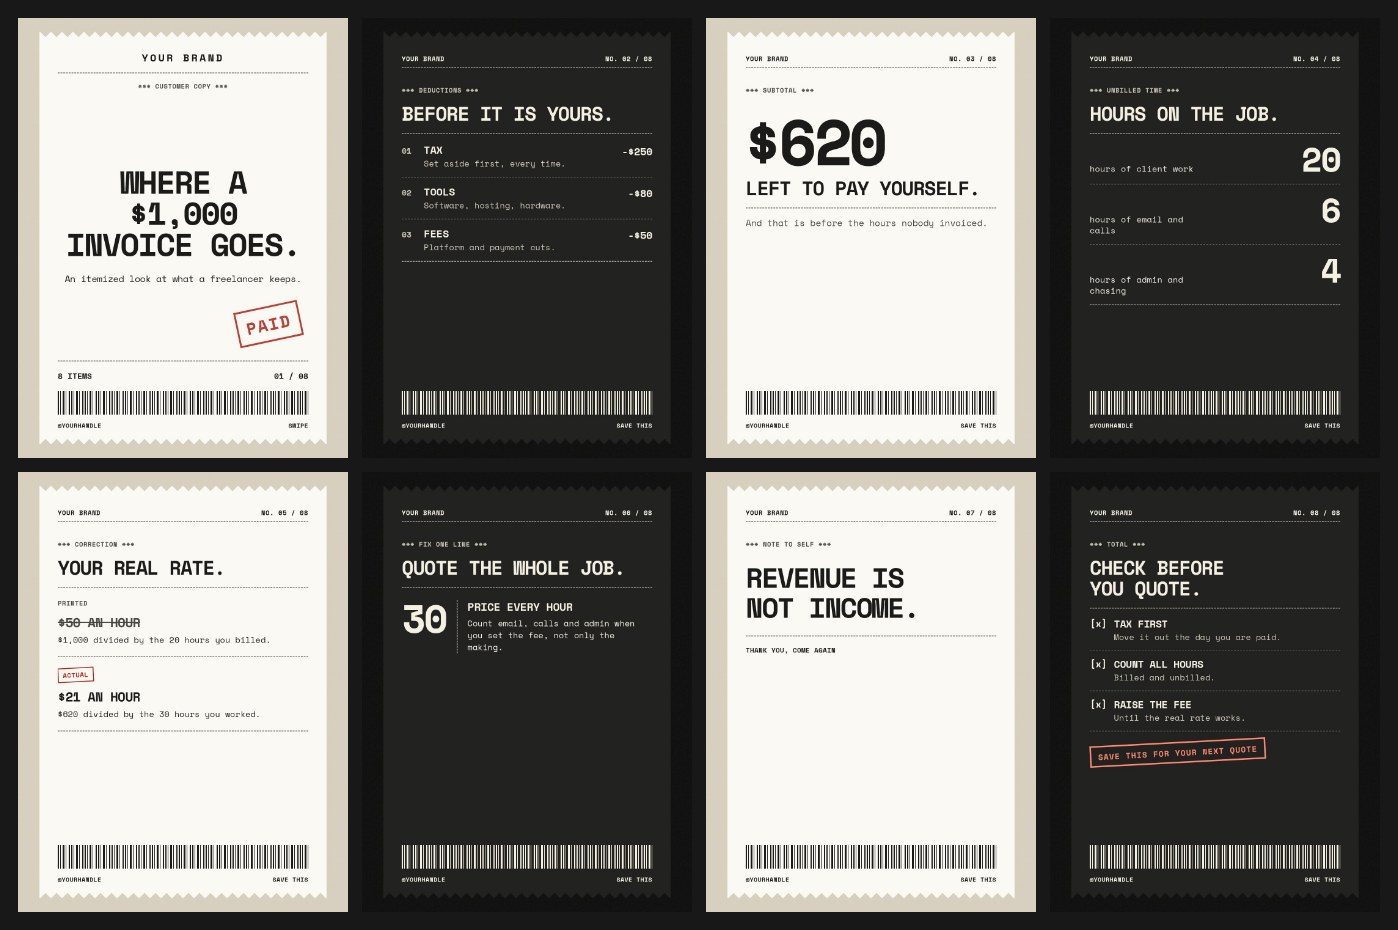 YOUR BRAND
*** CUSTOMER COPY ***
WHERE A
$1,000
INVOICE GOES.
An itemized look at what a freelancer keeps.
PAID
8 ITEMS 01 / 08
@YOURHANDLE SWIPE
YOUR BRAND NO. 02 / 08
*** DEDUCTIONS ***
BEFORE IT IS YOURS.
01 TAX -$250
Set aside first, every time.
02 TOOLS -$80
Software, hosting, hardware.
03 FEES -$50
Platform and payment cuts.
@YOURHANDLE SAVE THIS
YOUR BRAND NO. 03 / 08
*** SUBTOTAL ***
$620
LEFT TO PAY YOURSELF.
And that is before the hours nobody invoiced.
@YOURHANDLE SAVE THIS
YOUR BRAND NO. 04 / 08
*** UNBILLED TIME ***
HOURS ON THE JOB.
hours of client work 20
hours of email and 6
calls
hours of admin and 4
chasing
@YOURHANDLE SAVE THIS
YOUR BRAND NO. 05 / 08
*** CORRECTION ***
YOUR REAL RATE.
PRINTED
$50 AN HOUR
$1,000 divided by the 20 hours you billed.
ACTUAL
$21 AN HOUR
$620 divided by the 30 hours you worked.
@YOURHANDLE SAVE THIS
YOUR BRAND NO. 06 / 08
*** FIX ONE LINE ***
QUOTE THE WHOLE JOB.
30 PRICE EVERY HOUR
Count email, calls and admin when
you set the fee, not only the
making.
@YOURHANDLE SAVE THIS
YOUR BRAND NO. 07 / 08
*** NOTE TO SELF ***
REVENUE IS
NOT INCOME.
THANK YOU, COME AGAIN
@YOURHANDLE SAVE THIS
YOUR BRAND NO. 08 / 08
*** TOTAL ***
CHECK BEFORE
YOU QUOTE.
[x] TAX FIRST
Move it out the day you are paid.
[x] COUNT ALL HOURS
Billed and unbilled.
[x] RAISE THE FEE
Until the real rate works.
SAVE THIS FOR YOUR NEXT QUOTE
@YOURHANDLE SAVE THIS